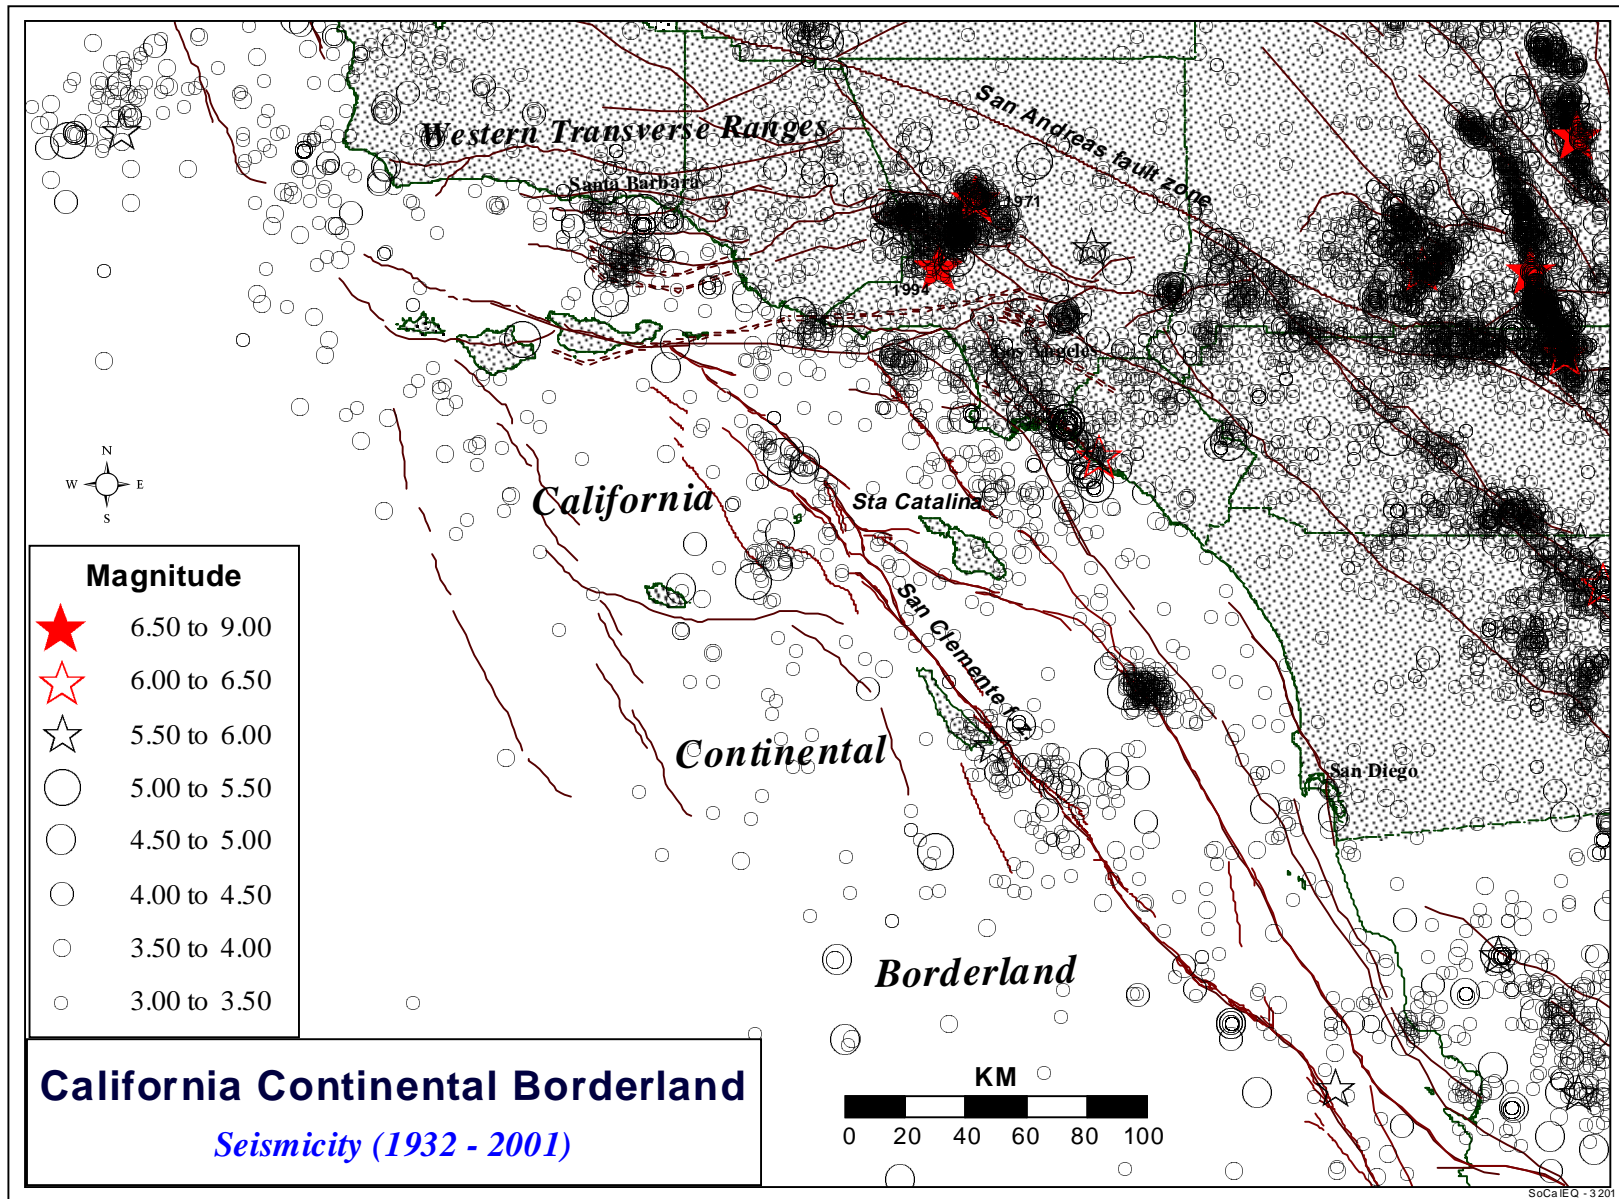 San Andreas fault zone
Western Transverse Ranges
Santa Barbara
1971
1994
Los Angeles
N
W E
S
California
Sta Catalina
San Clemente f.z.
Continental
San Diego
Borderland
Magnitude
6.50 to 9.00
6.00 to 6.50
5.50 to 6.00
5.00 to 5.50
4.50 to 5.00
4.00 to 4.50
3.50 to 4.00
3.00 to 3.50
California Continental Borderland
Seismicity (1932 - 2001)
KM
0 20 40 60 80 100
SoCalEQ - 3201